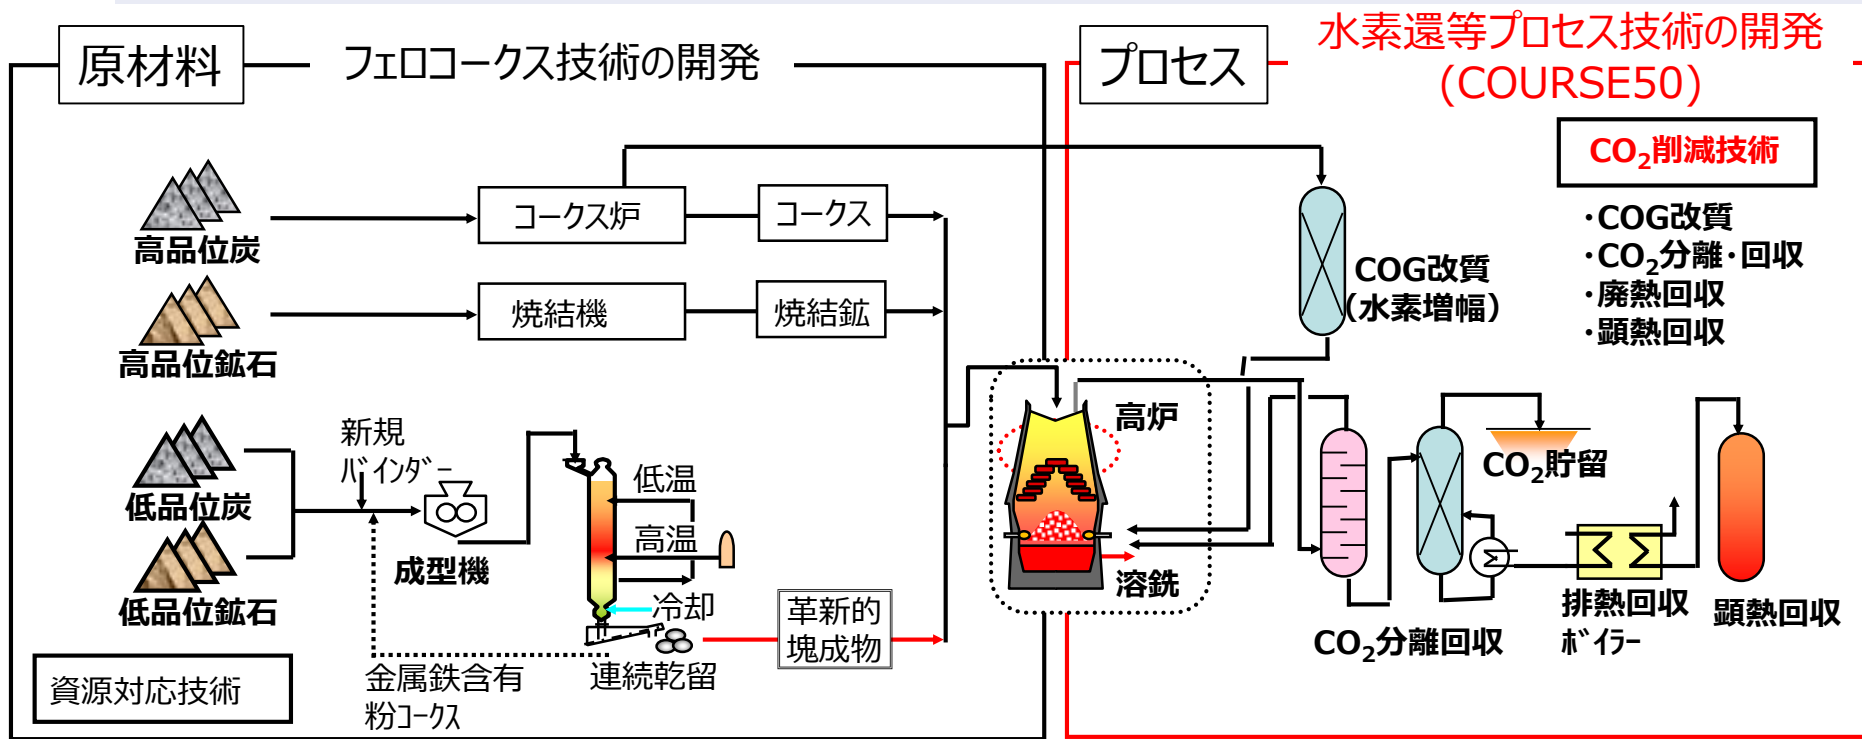 原材料
フェロコークス技術の開発
プロセス
水素還等プロセス技術の開発
(COURSE50)
CO₂削減技術
・COG改質
・CO₂分離・回収
・廃熱回収
・顕熱回収
高品位炭
コークス炉
コークス
高品位鉱石
焼結機
焼結鉱
COG改質
(水素増幅)
低品位炭
低品位鉱石
新規
ﾊﾞｲﾝﾀﾞｰ
成型機
低温
高温
冷却
連続乾留
金属鉄含有
粉ｺｰｸｽ
革新的
塊成物
資源対応技術
高炉
溶銑
CO₂分離回収
CO₂貯留
排熱回収
ﾎﾞｲﾗｰ
顕熱回収